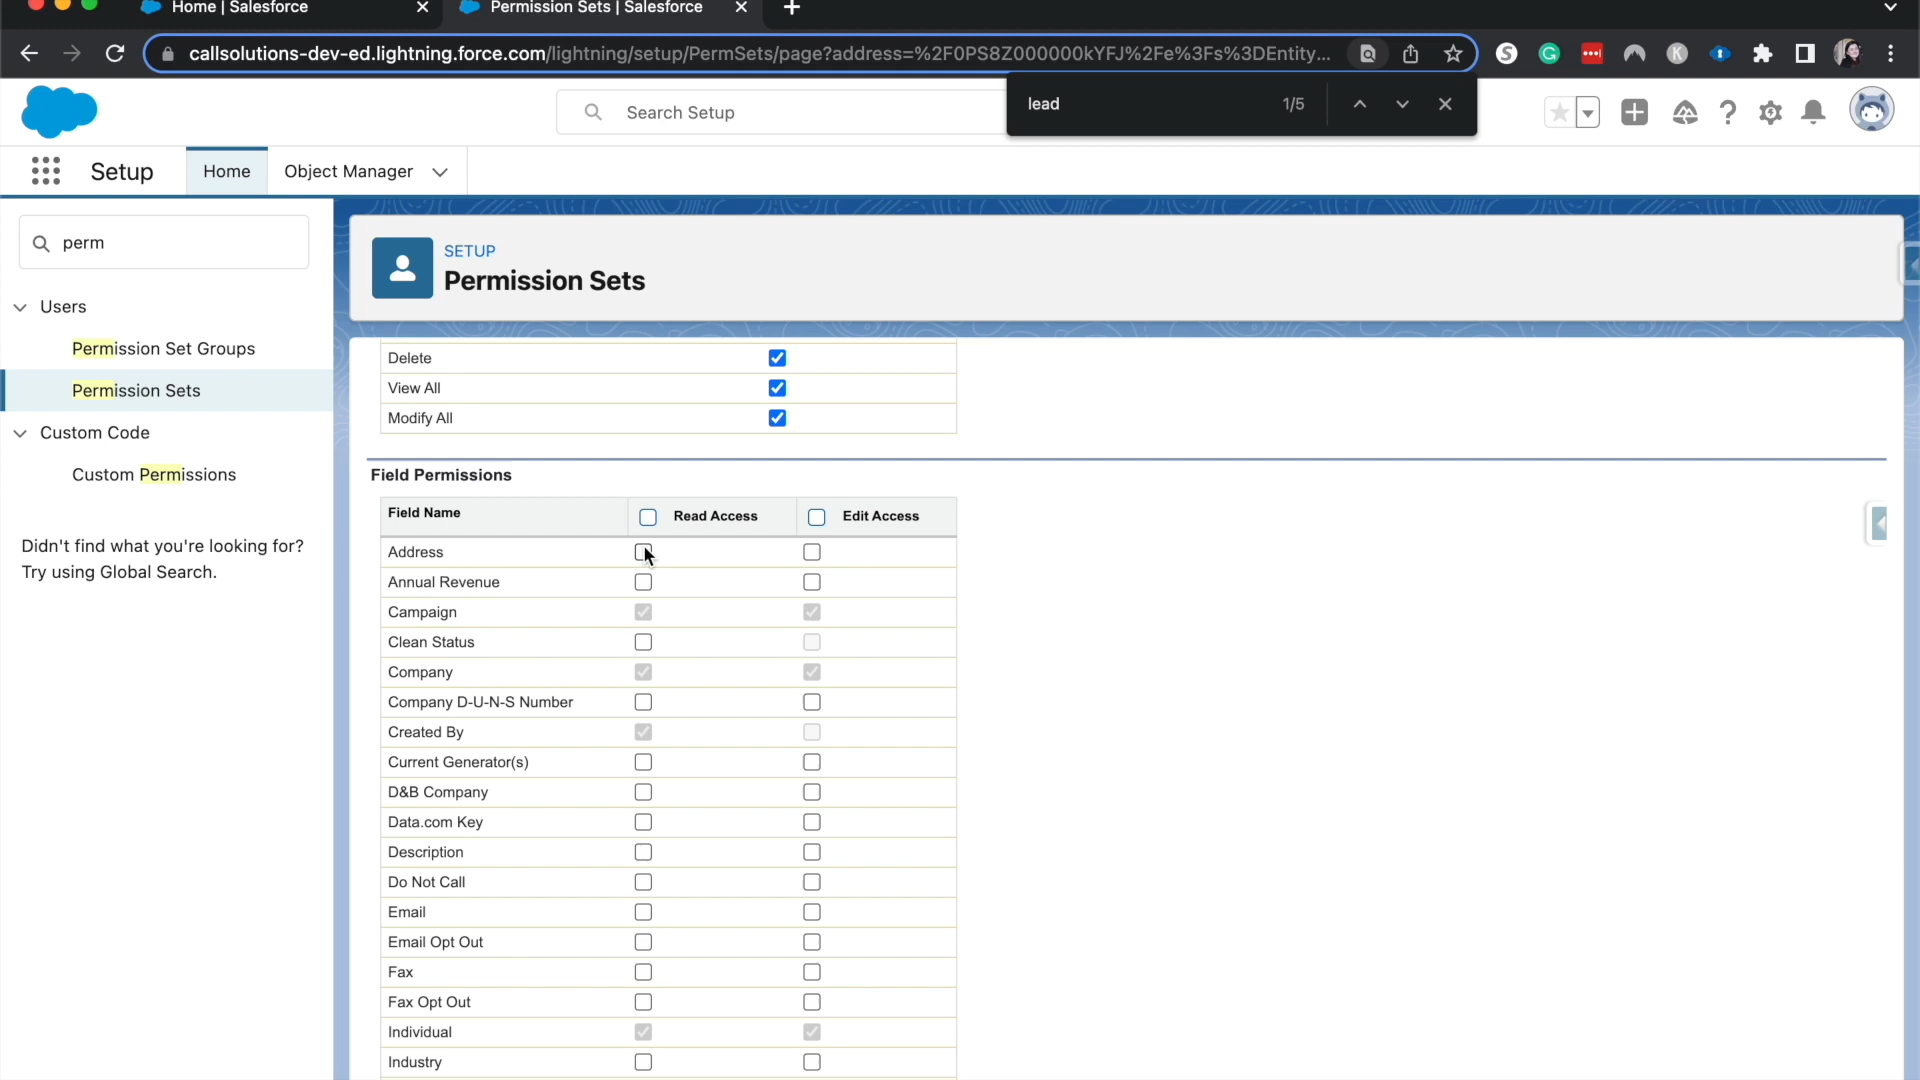 Home | Salesforce
Permission Sets | Salesforce
callsolutions-dev-ed.lightning.force.com/lightning/setup/PermSets/page?address=%2F0PS8Z000000kYFJ%2Fe%3Fs%3DEntity...
lead 1/5
Search Setup
Setup
Home
Object Manager
perm
Users
Permission Set Groups
Permission Sets
Custom Code
Custom Permissions
Didn't find what you're looking for?
Try using Global Search.
SETUP
Permission Sets
Delete
View All
Modify All
Field Permissions
Field Name Read Access Edit Access
Address
Annual Revenue
Campaign
Clean Status
Company
Company D-U-N-S Number
Created By
Current Generator(s)
D&B Company
Data.com Key
Description
Do Not Call
Email
Email Opt Out
Fax
Fax Opt Out
Individual
Industry